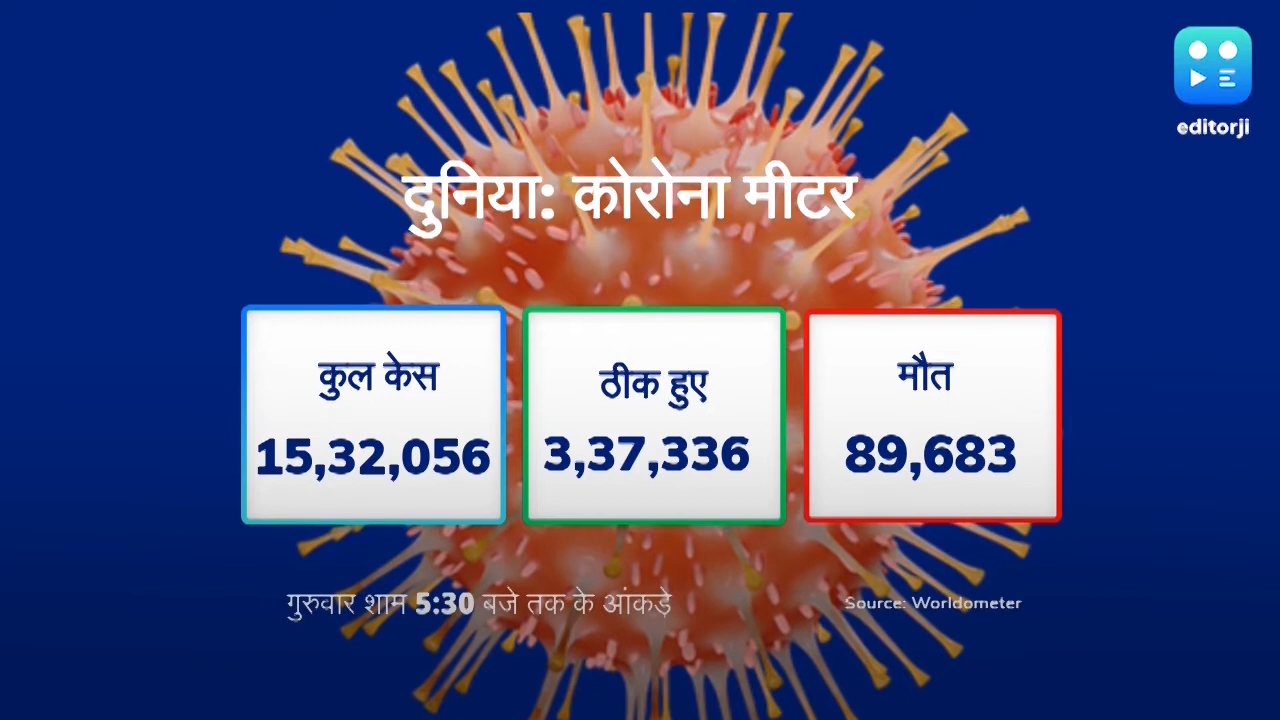 editorji
दुनिया: कोरोना मीटर
कुल केस
15,32,056
ठीक हुए
3,37,336
मौत
89,683
गुरुवार शाम 5:30 बजे तक के आंकड़े
Source: Worldometer